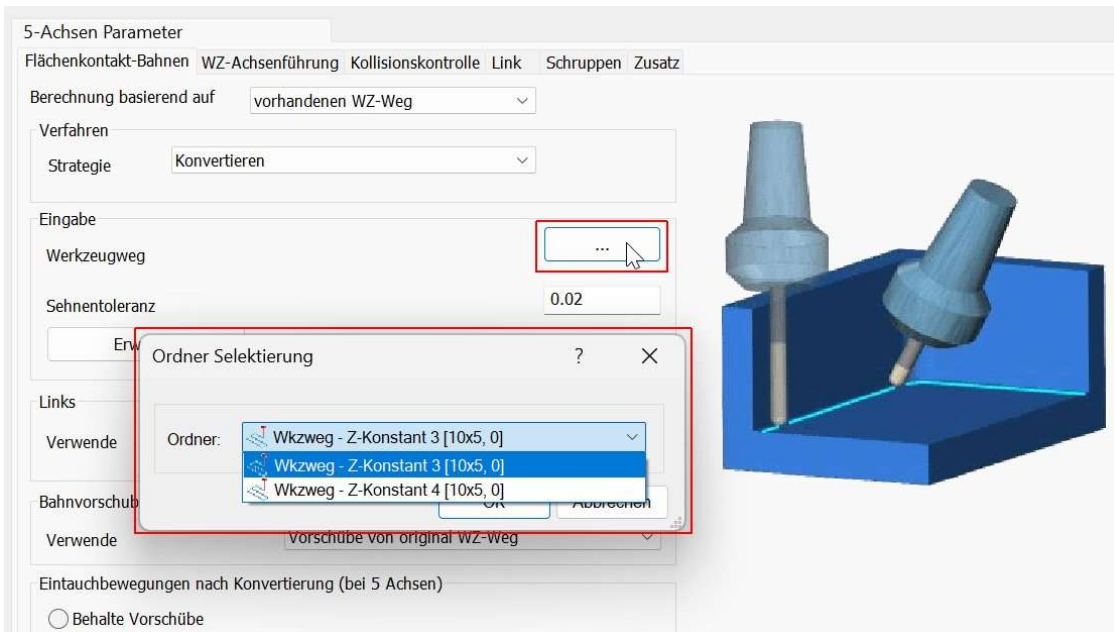 5-Achsen Parameter
Flächenkontakt-Bahnen WZ-Achsenführung Kollisionskontrolle Link Schruppen Zusatz
Berechnung basierend auf vorhandenen WZ-Weg
Verfahren
Strategie Konvertieren
Eingabe
Werkzeugweg ...
Sehnentoleranz 0.02
Erw
Ordner Selektierung ? X
Links
Verwende
Ordner: Wkzweg - Z-Konstant 3 [10x5, 0]
Wkzweg - Z-Konstant 3 [10x5, 0]
Wkzweg - Z-Konstant 4 [10x5, 0]
Bahnvorschub
OK Abbrechen
Verwende Vorschübe von original WZ-Weg
Eintauchbewegungen nach Konvertierung (bei 5 Achsen)
Behalte Vorschübe